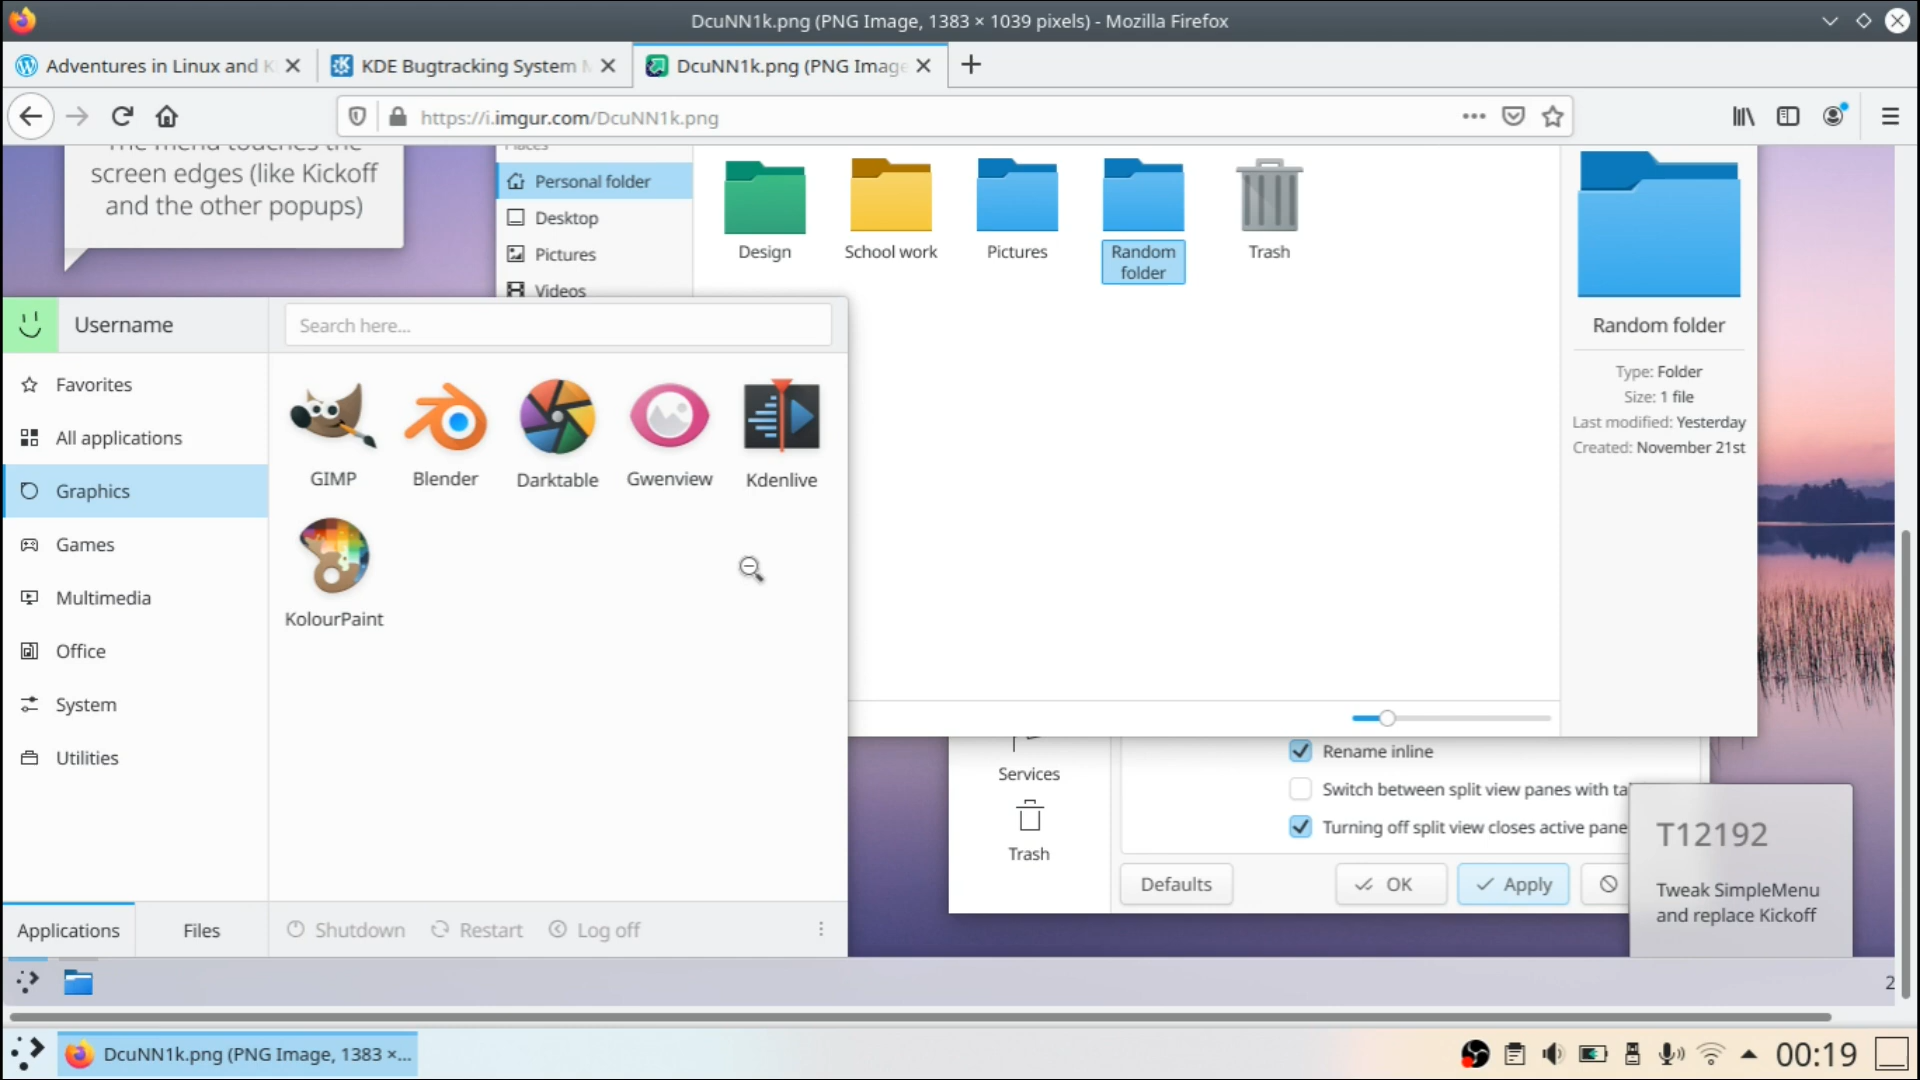 DcuNN1k.png (PNG Image, 1383 × 1039 pixels) - Mozilla Firefox
Adventures in Linux and K
KDE Bugtracking System M
DcuNN1k.png (PNG Image
https://i.imgur.com/DcuNN1k.png
The menu touches the
screen edges (like Kickoff
and the other popups)
Places
Personal folder
Desktop
Pictures
Videos
Design
School work
Pictures
Random
folder
Trash
Random folder
Type: Folder
Size: 1 file
Last modified: Yesterday
Created: November 21st
Username
Search here...
Favorites
All applications
Graphics
Games
Multimedia
Office
System
Utilities
GIMP
Blender
Darktable
Gwenview
Kdenlive
KolourPaint
Applications
Files
Shutdown
Restart
Log off
Services
Trash
Rename inline
Switch between split view panes with ta
Turning off split view closes active pane
Defaults
OK
Apply
T12192
Tweak SimpleMenu
and replace Kickoff
2
DcuNN1k.png (PNG Image, 1383 ×...
00:19